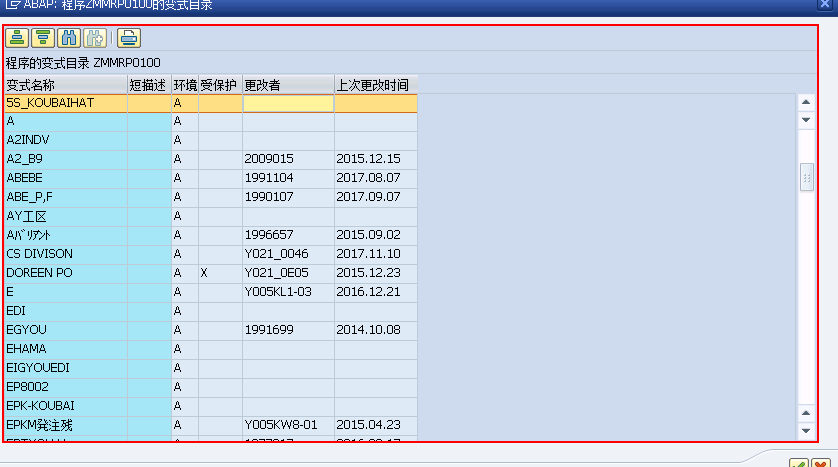 ABAP: 程序ZMMRP0100的变式目录
程序的变式目录 ZMMRP0100
变式名称 短描述 环境 受保护 更改者 上次更改时间
5S_KOUBAIHAT A
A A
A2INDV A
A2_B9 A 2009015 2015.12.15
ABEBE A 1991104 2017.08.07
ABE_P,F A 1990107 2017.09.07
AY工区 A
Aﾊﾞﾘｱﾝﾄ A 1996657 2015.09.02
CS DIVISON A Y021_0046 2017.11.10
DOREEN PO A X Y021_0E05 2015.12.23
E A Y005KL1-03 2016.12.21
EDI A
EGYOU A 1991699 2014.10.08
EHAMA A
EIGYOUEDI A
EP8002 A
EPK-KOUBAI A
EPKM発注残 A Y005KW8-01 2015.04.23